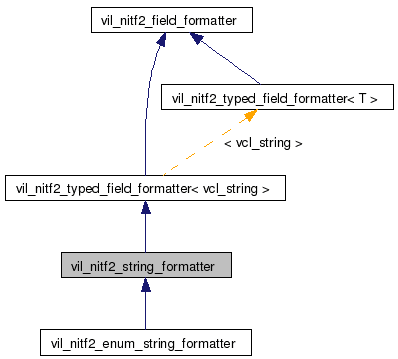 vil_nitf2_field_formatter
vil_nitf2_typed_field_formatter< T >
< vcl_string >
vil_nitf2_typed_field_formatter< vcl_string >
vil_nitf2_string_formatter
vil_nitf2_enum_string_formatter